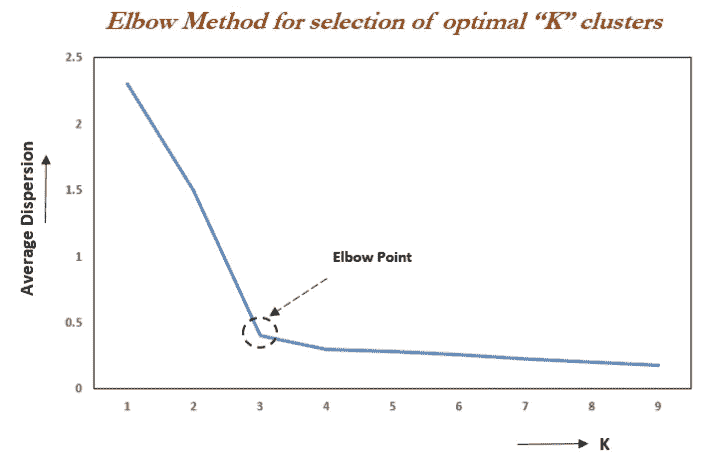 Elbow Method for selection of optimal “K” clusters
2.5
2
1.5
1
0.5
0
Average Dispersion
Elbow Point
1 2 3 4 5 6 7 8 9
K